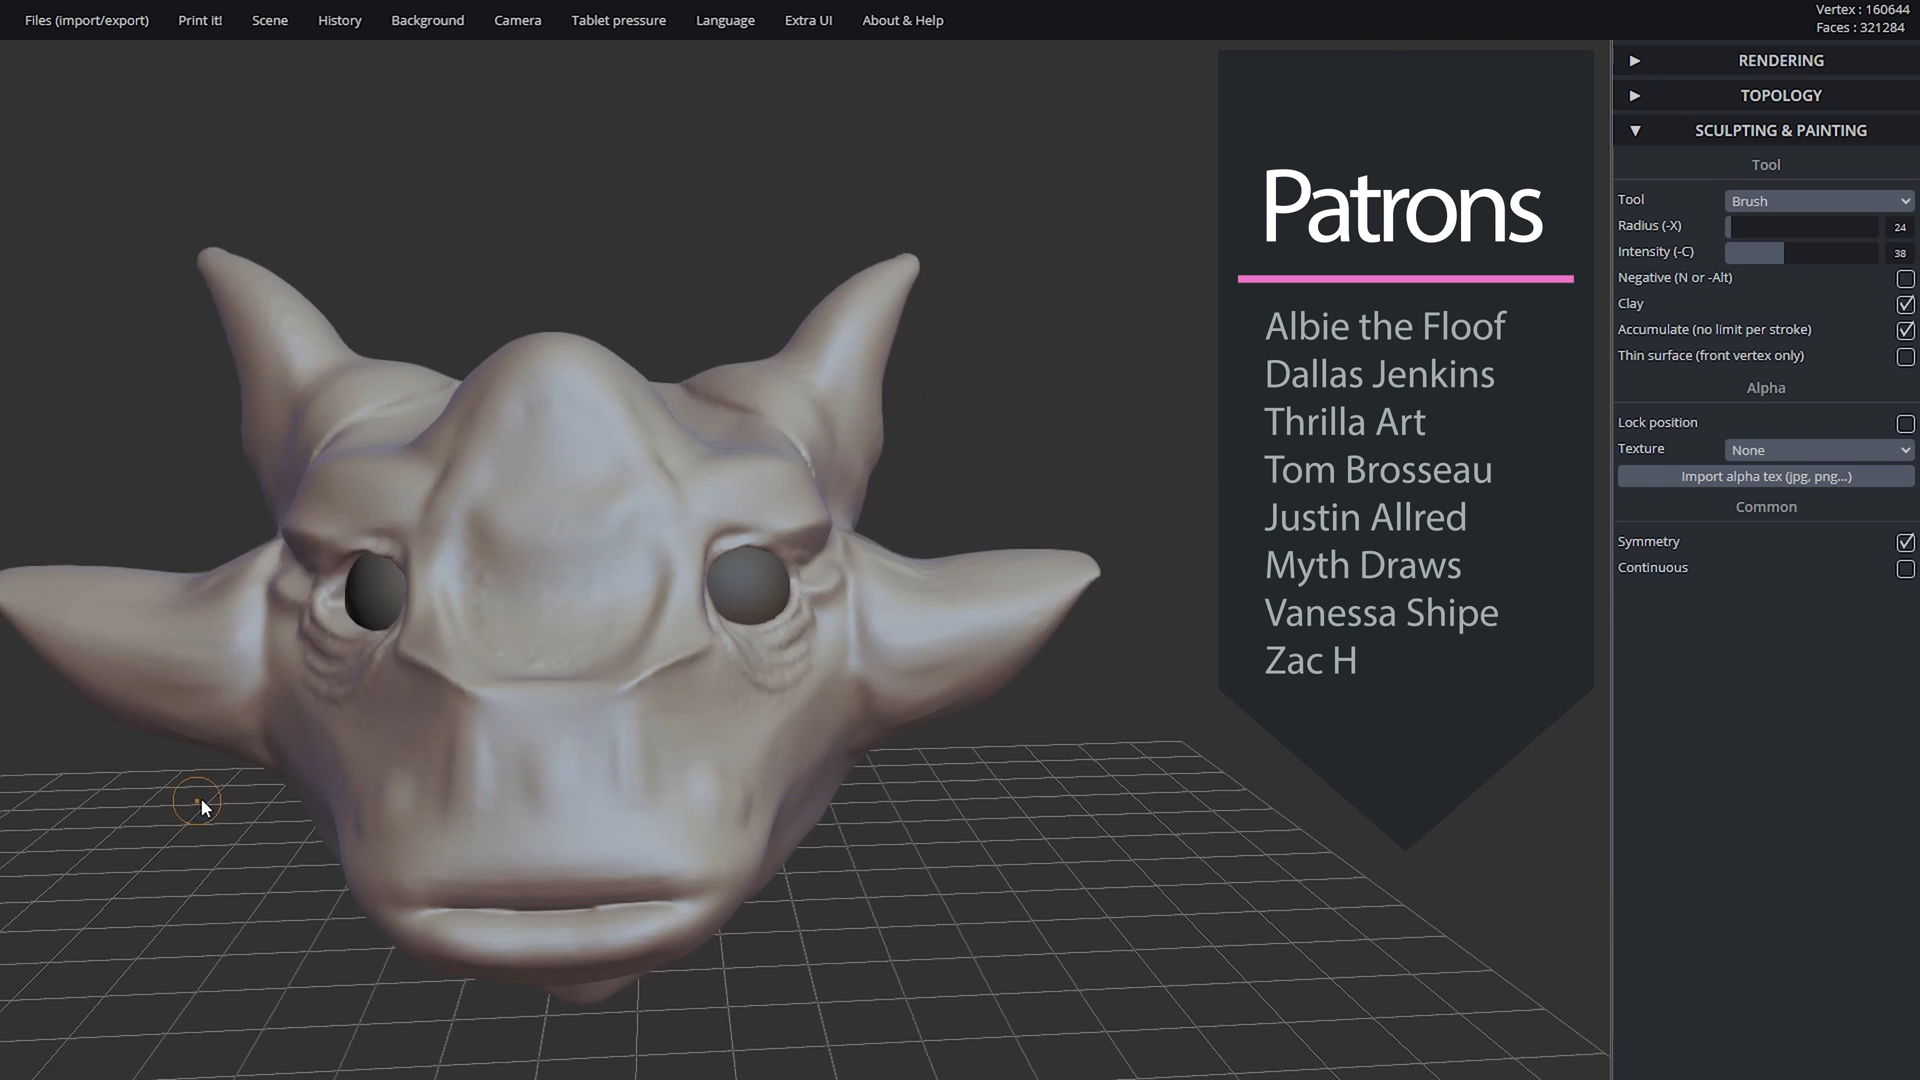 Files (import/export) Print it! Scene History Background Camera Tablet pressure Language Extra UI About & Help
Vertex : 160644
Faces : 321284
Patrons
Albie the Floof
Dallas Jenkins
Thrilla Art
Tom Brosseau
Justin Allred
Myth Draws
Vanessa Shipe
Zac H
RENDERING
TOPOLOGY
SCULPTING & PAINTING
Tool
Tool Brush
Radius (-X) 24
Intensity (-C) 38
Negative (N or -Alt)
Clay
Accumulate (no limit per stroke)
Thin surface (front vertex only)
Alpha
Lock position
Texture None
Import alpha tex (jpg, png...)
Common
Symmetry
Continuous